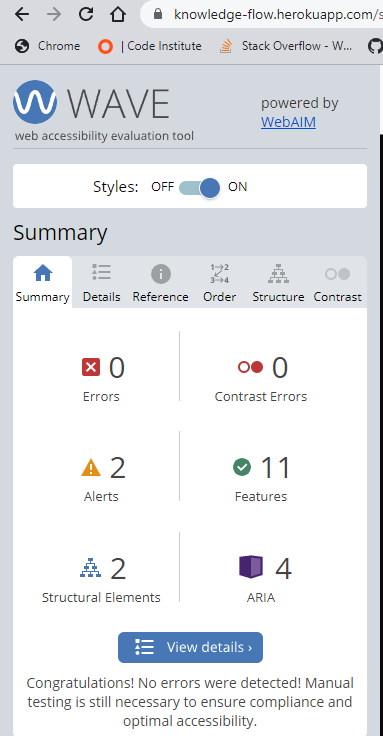 knowledge-flow.herokuapp.com/s
Chrome | Code Institute Stack Overflow - W...
WAVE
web accessibility evaluation tool
powered by
WebAIM
Styles: OFF ON
Summary
Summary Details Reference Order Structure Contrast
0 0
Errors Contrast Errors
2 11
Alerts Features
2 4
Structural Elements ARIA
View details ›
Congratulations! No errors were detected! Manual
testing is still necessary to ensure compliance and
optimal accessibility.